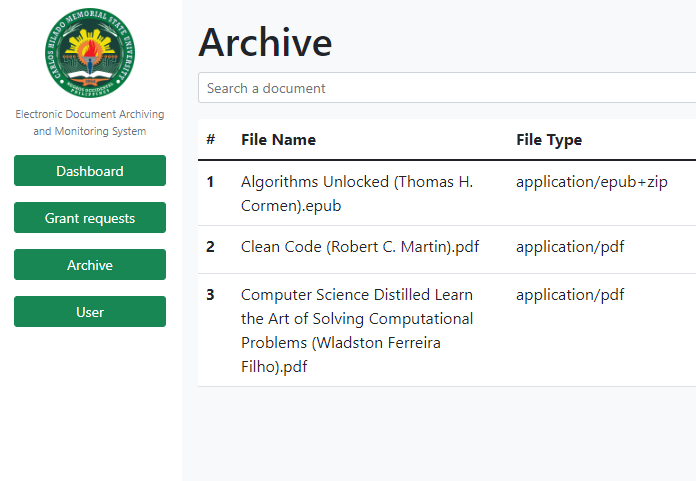 CARLOS HILADO MEMORIAL STATE UNIVERSITY
NEGROS OCCIDENTAL
PHILIPPINES
Electronic Document Archiving
and Monitoring System
Dashboard
Grant requests
Archive
User
Archive
Search a document
# File Name File Type
1 Algorithms Unlocked (Thomas H. application/epub+zip
Cormen).epub
2 Clean Code (Robert C. Martin).pdf application/pdf
3 Computer Science Distilled Learn application/pdf
the Art of Solving Computational
Problems (Wladston Ferreira
Filho).pdf